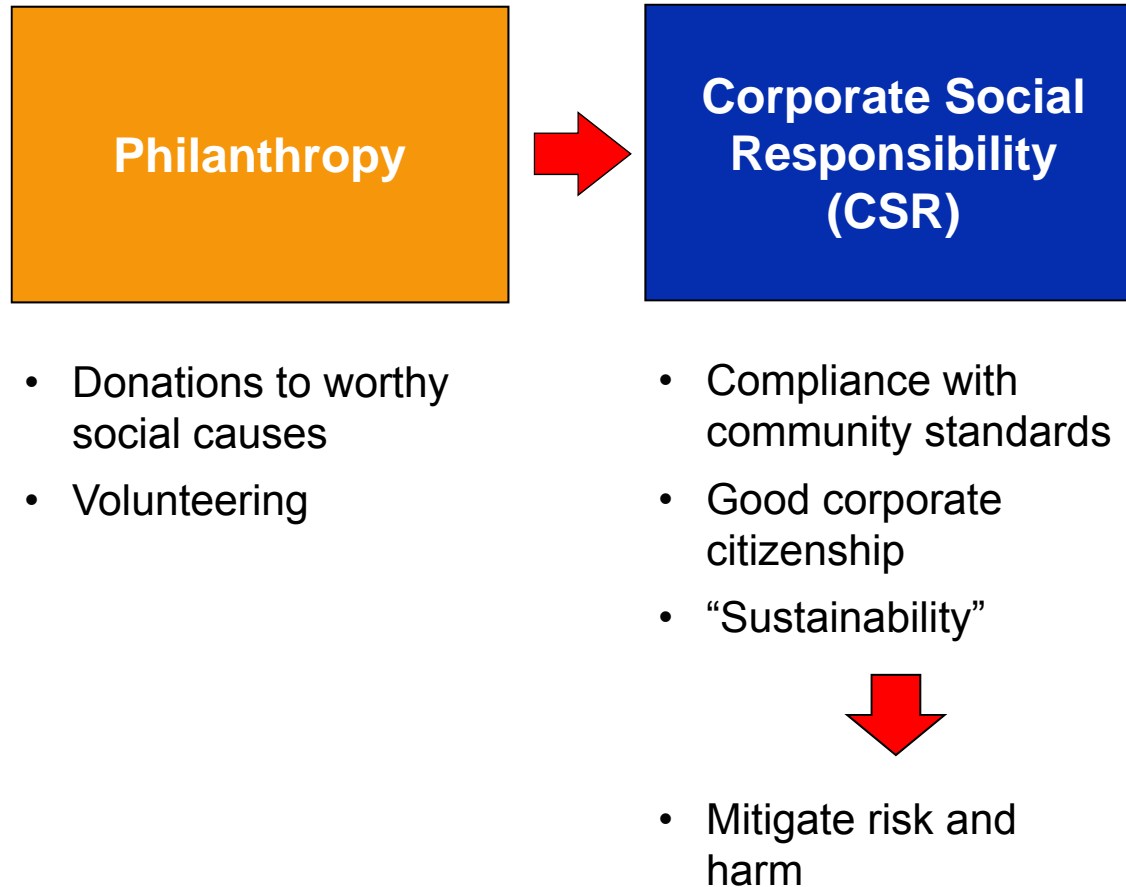 Philanthropy
Corporate Social
Responsibility
(CSR)
• Donations to worthy
social causes
• Volunteering
• Compliance with
community standards
• Good corporate
citizenship
• “Sustainability”
• Mitigate risk and
harm